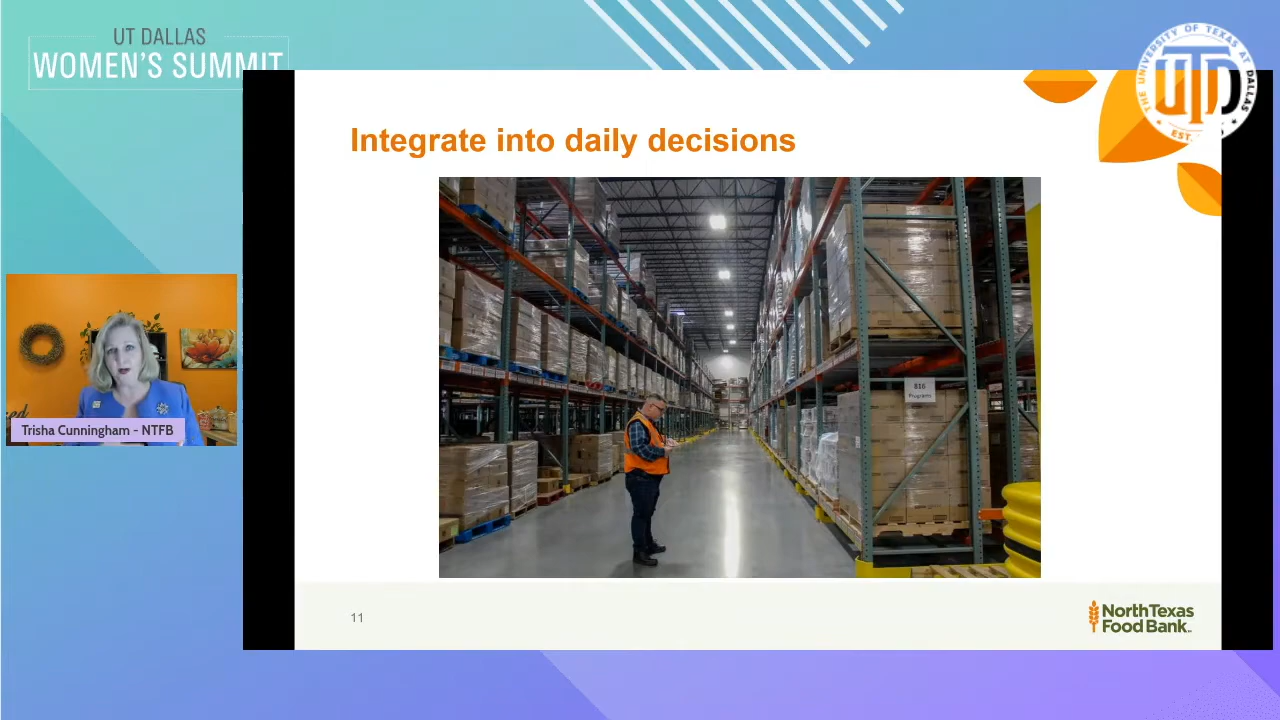 UT DALLAS
WOMEN'S SUMMIT
THE UNIVERSITY OF TEXAS AT DALLAS
UTD
Integrate into daily decisions
816
Programs
Trisha Cunningham - NTFB
11
North Texas
Food Bank